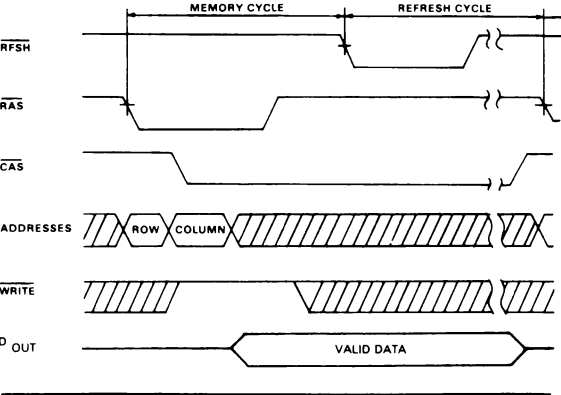 MEMORY CYCLE REFRESH CYCLE
RFSH
RAS
CAS
ADDRESSES ROW COLUMN
WRITE
D OUT VALID DATA